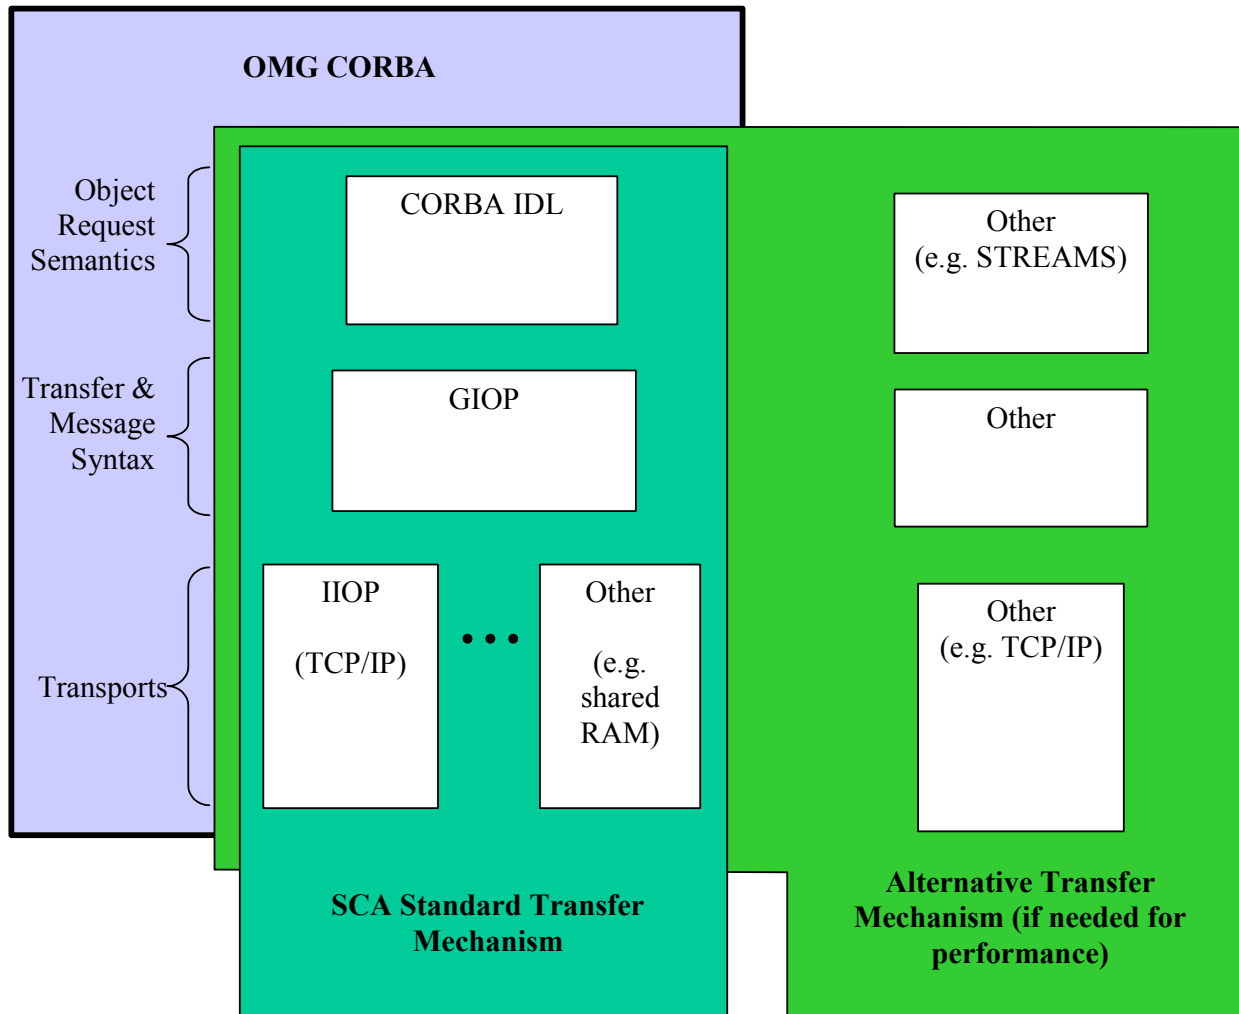 OMG CORBA
Object
Request
Semantics
CORBA IDL
Other
(e.g. STREAMS)
Transfer &
Message
Syntax
GIOP
Other
Transports
IIOP
(TCP/IP)
•••
Other
(e.g.
shared
RAM)
Other
(e.g. TCP/IP)
SCA Standard Transfer
Mechanism
Alternative Transfer
Mechanism (if needed for
performance)